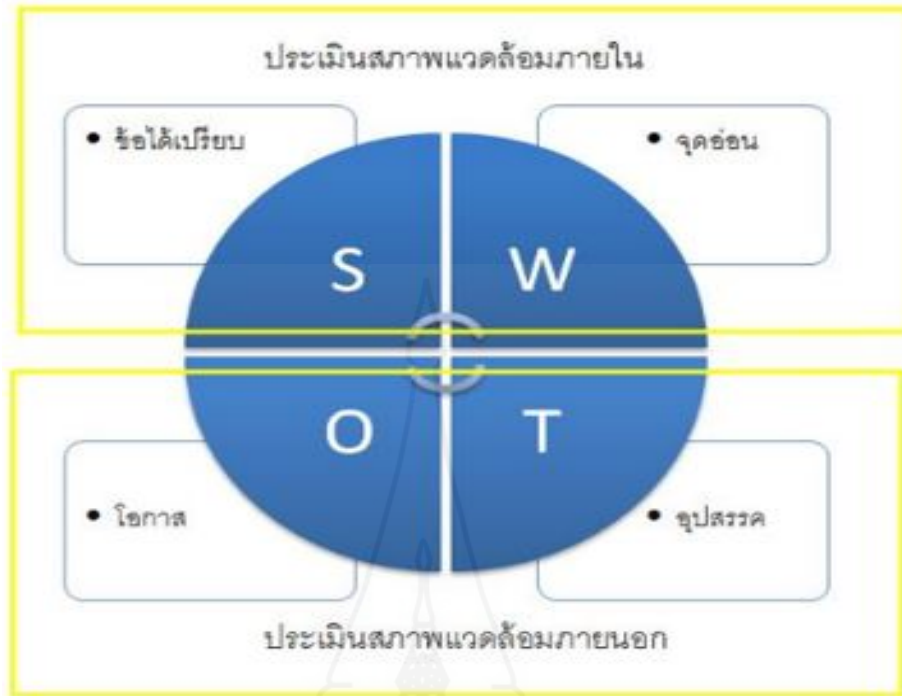 ประเมินสภาพแวดล้อมภายใน
• ข้อได้เปรียบ
• จุดอ่อน
S
W
O
T
• โอกาส
• อุปสรรค
ประเมินสภาพแวดล้อมภายนอก